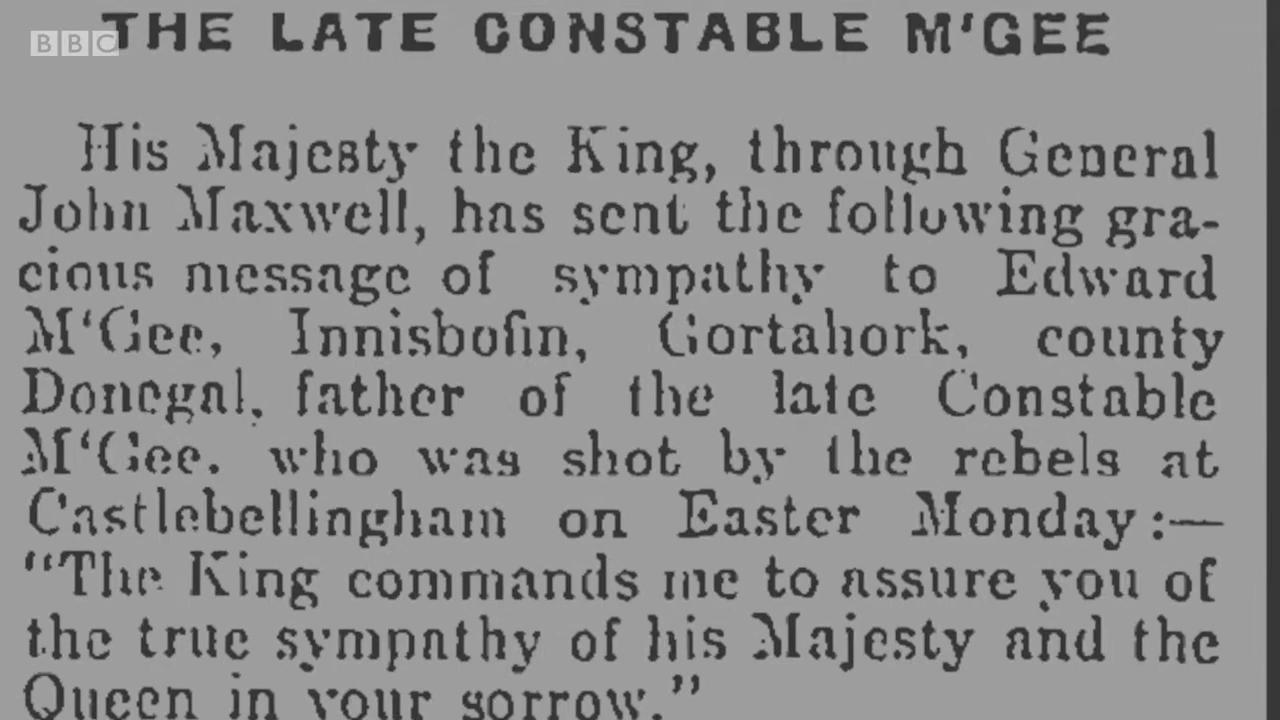 BBC
THE LATE CONSTABLE M'GEE
His Majesty the King, through General
John Maxwell, has sent the following gra-
cious message of sympathy to Edward
M‘Gee, Innisbofin, Gortahork, county
Donegal, father of the late Constable
M‘Gee, who was shot by the rebels at
Castlebellingham on Easter Monday:—
“The King commands me to assure you of
the true sympathy of his Majesty and the
Queen in your sorrow.”